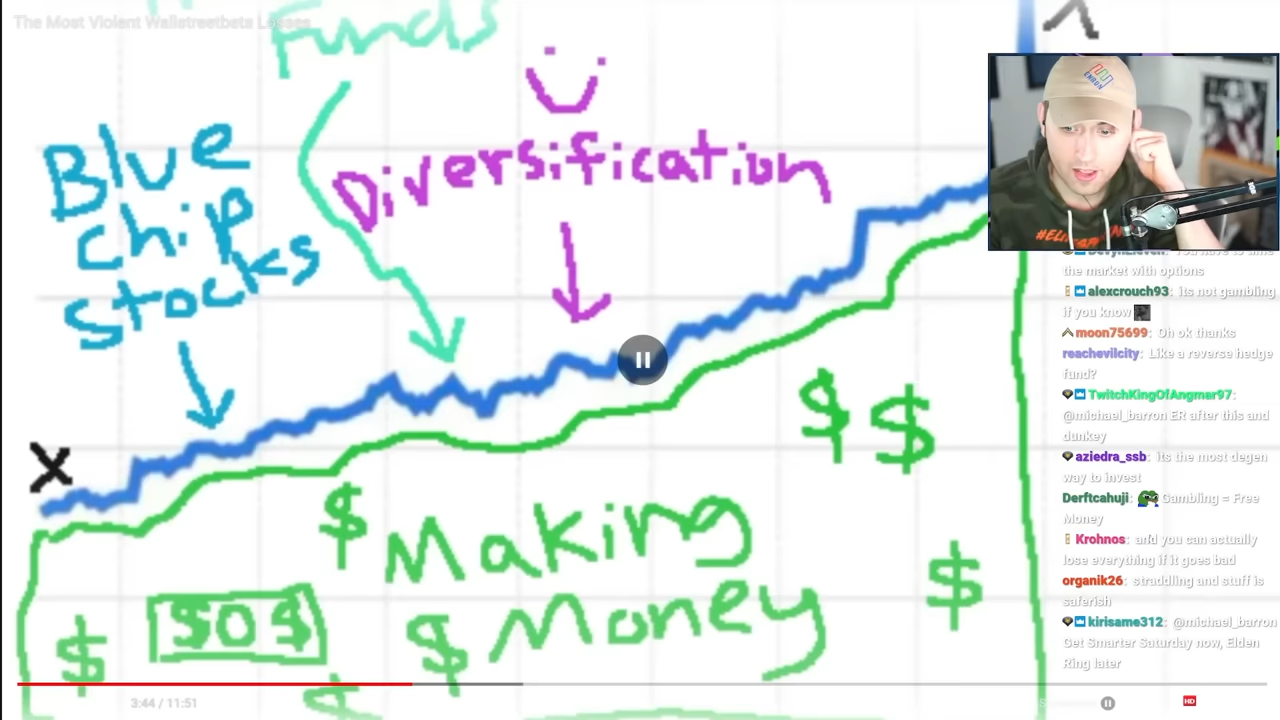 The Most Violent Wallstreetbets Losses
Funds
Blue
chip
stocks
Diversification
X
$
$ $
Making
$ Money
$
$O$
$
ENRON
the market with options
alexcrouch93: its not gambling
if you know
moon75699: Oh ok thanks
reachevilcity: Like a reverse hedge
fund?
TwitchKingOfAngmar97:
@michael_barron ER after this and
dunkey
aziedra_ssb: its the most degen
way to invest
Derftcahuji: Gambling = Free
Money
Krohnos: and you can actually
lose everything if it goes bad
organik26: straddling and stuff is
saferish
kirisame312: @michael_barron
Get Smarter Saturday now, Elden
Ring later
3:44 / 11:51
HD